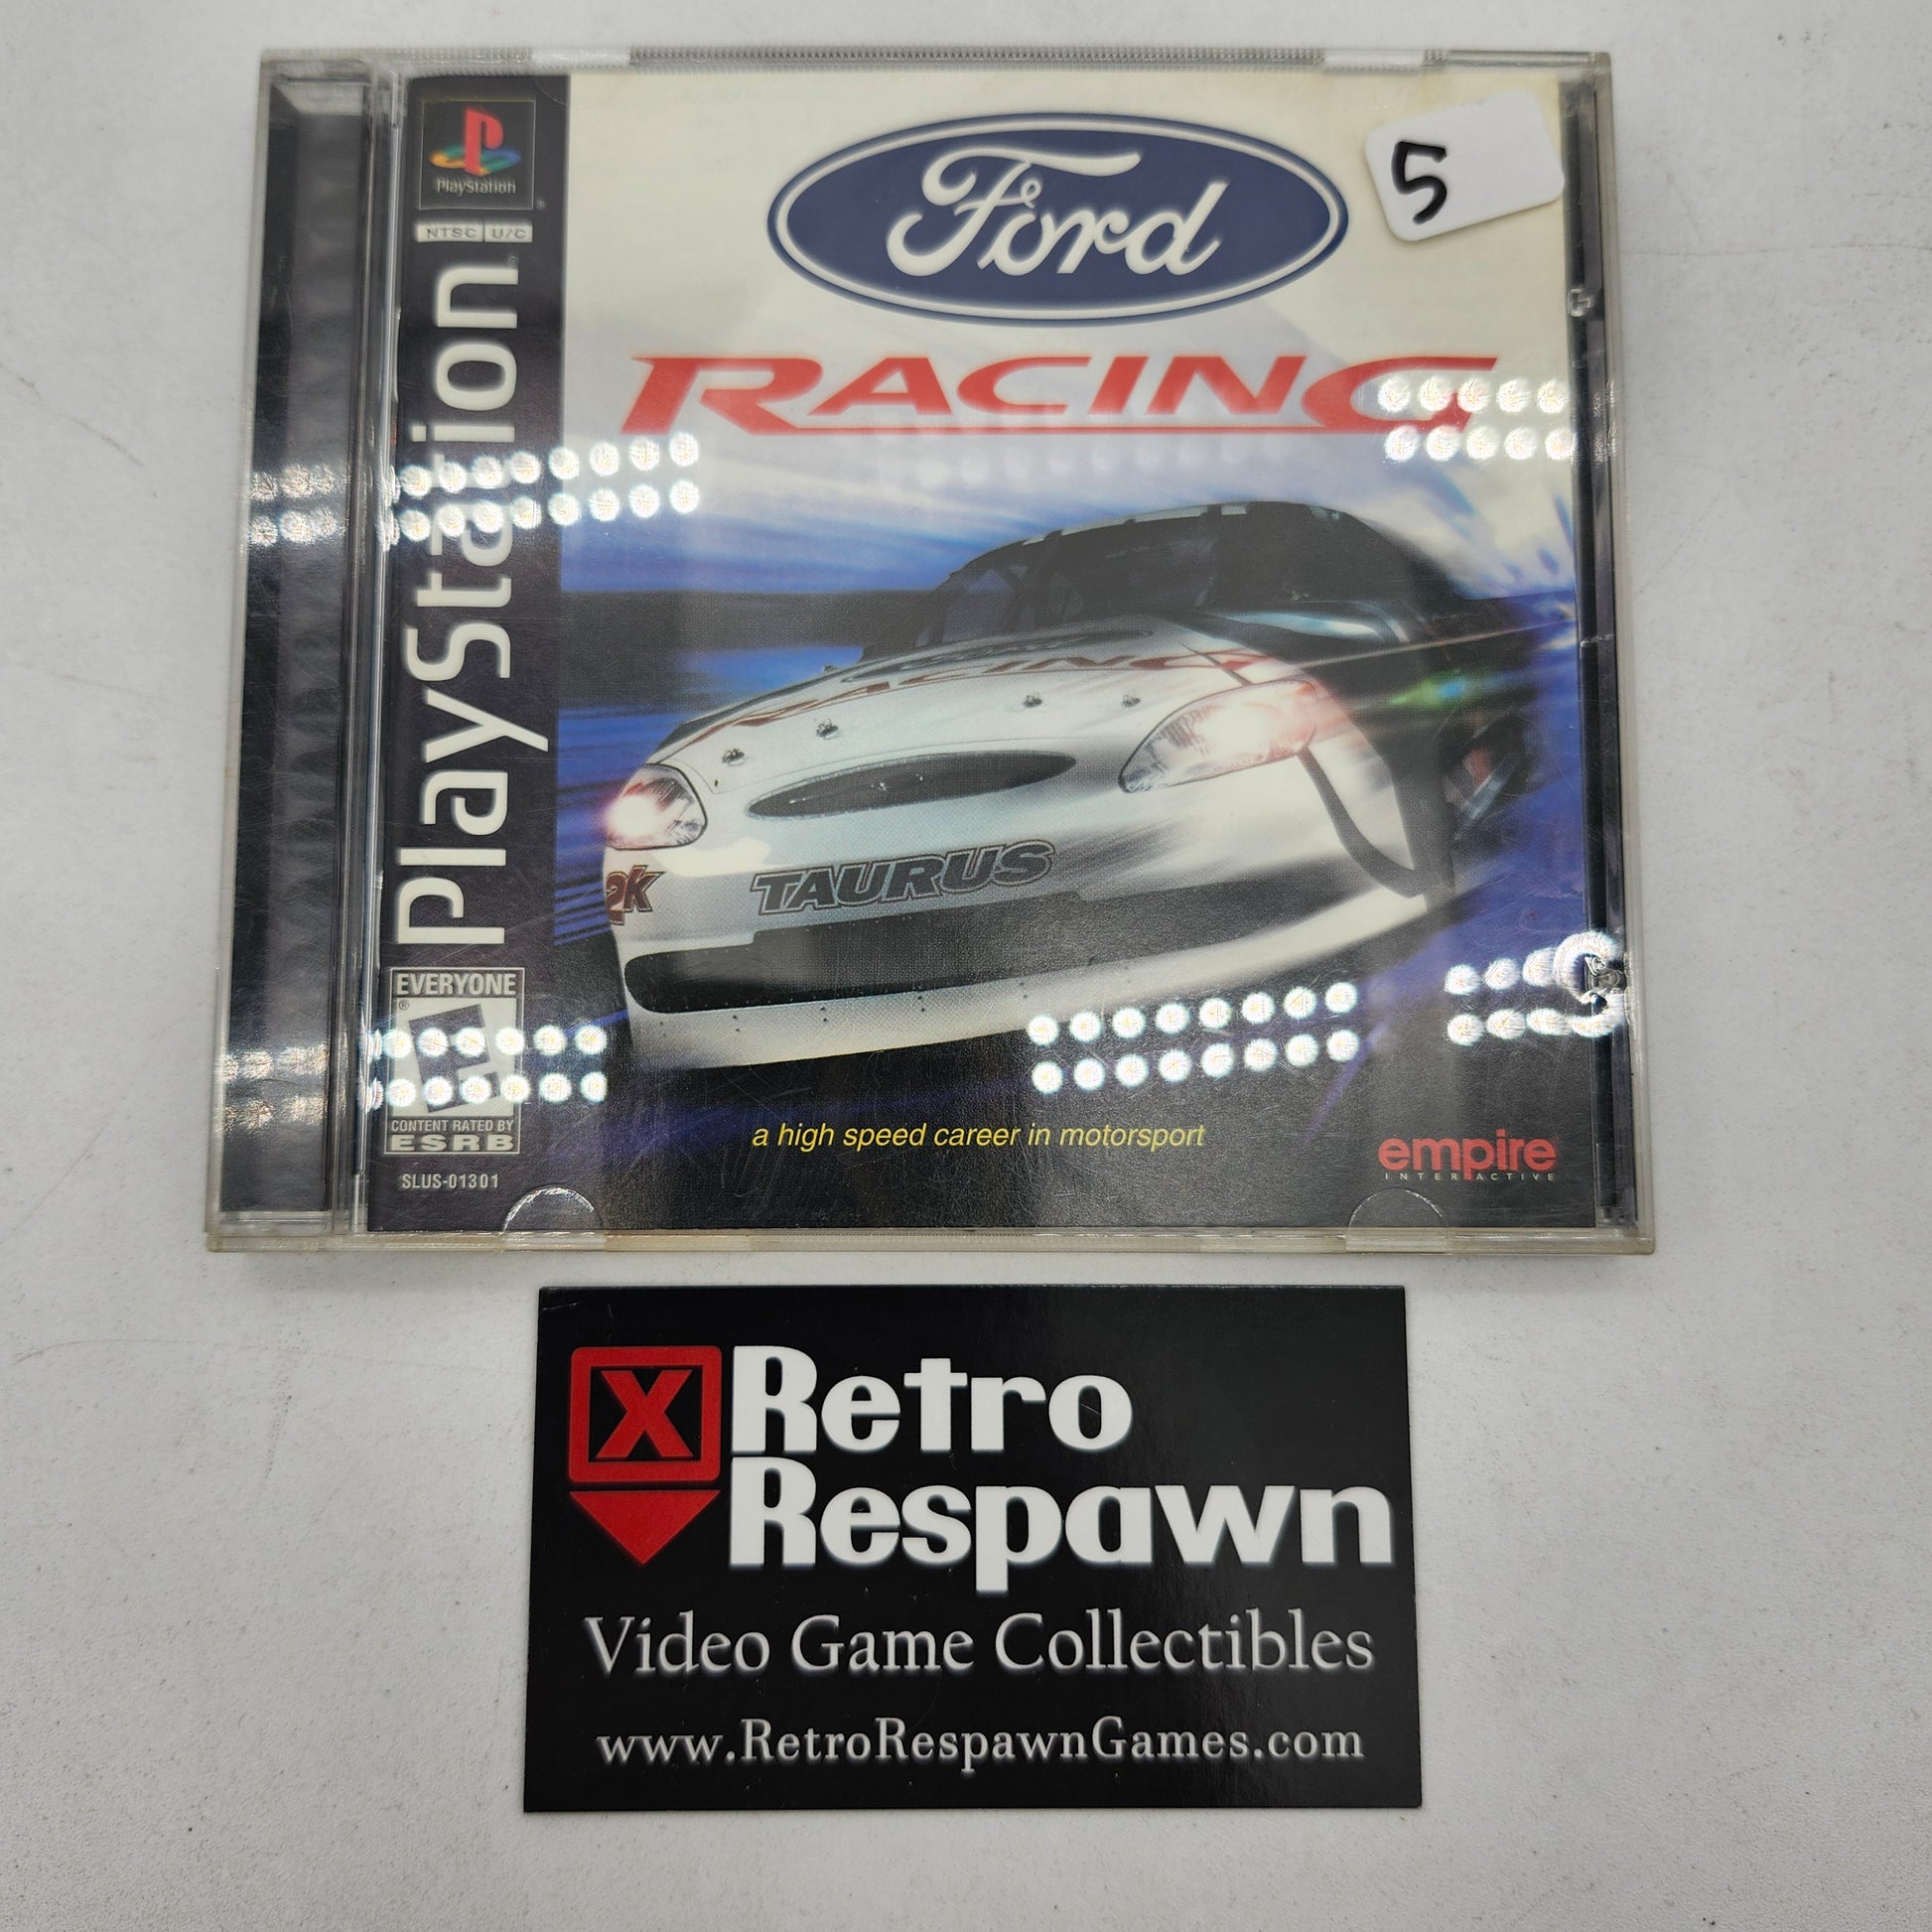 PlayStation
NTSC U/C
PlayStation
Ford
5
RACING
RACING
2k
TAURUS
EVERYONE
E
CONTENT RATED BY
ESRB
SLUS-01301
a high speed career in motorsport
empire
INTERACTIVE
X Retro
Respawn
Video Game Collectibles
www.RetroRespawnGames.com